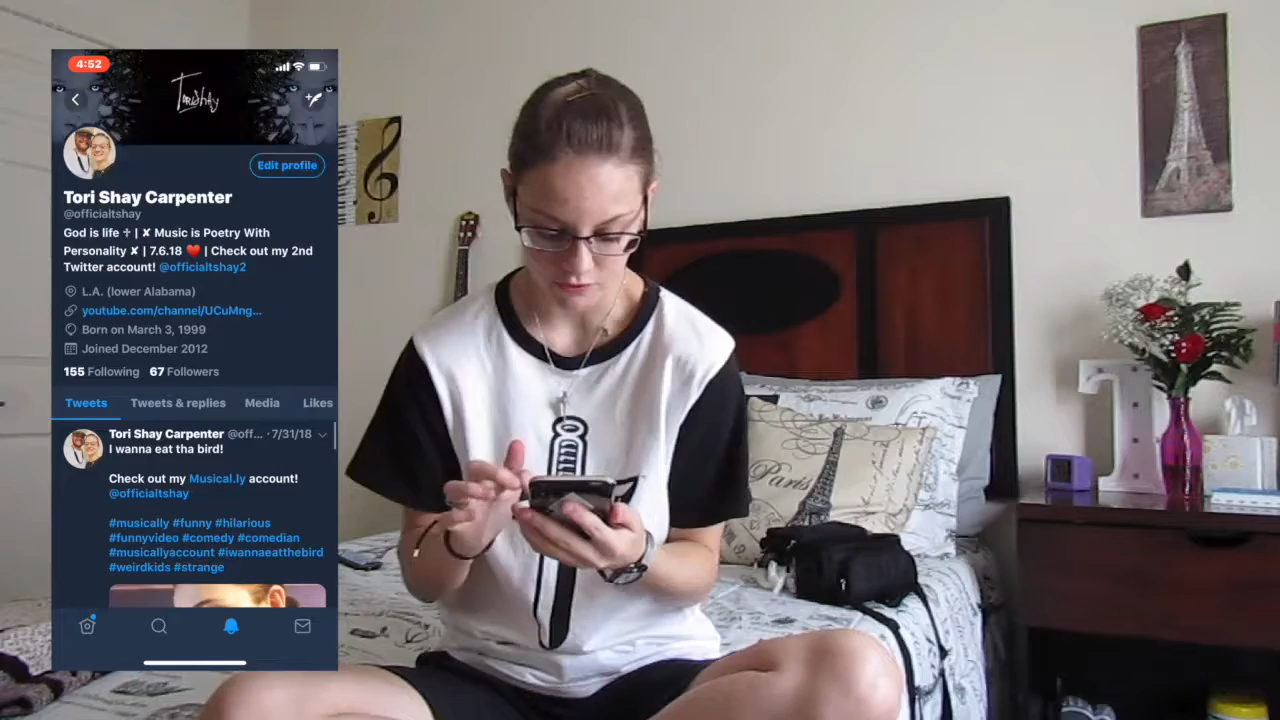 4:52
ToriShay
Edit profile
Tori Shay Carpenter
@officialtshay
God is life ♱ | ✘ Music is Poetry With
Personality ✘ | 7.6.18 ❤️ | Check out my 2nd
Twitter account! @officialtshay2
L.A. (lower Alabama)
youtube.com/channel/UCuMng...
Born on March 3, 1999
Joined December 2012
155 Following 67 Followers
Tweets Tweets & replies Media Likes
Tori Shay Carpenter @off... · 7/31/18
I wanna eat tha bird!
Check out my Musical.ly account!
@officialtshay
#musically #funny #hilarious
#funnyvideo #comedy #comedian
#musicallyaccount #iwannaeatthebird
#weirdkids #strange
Paris
T